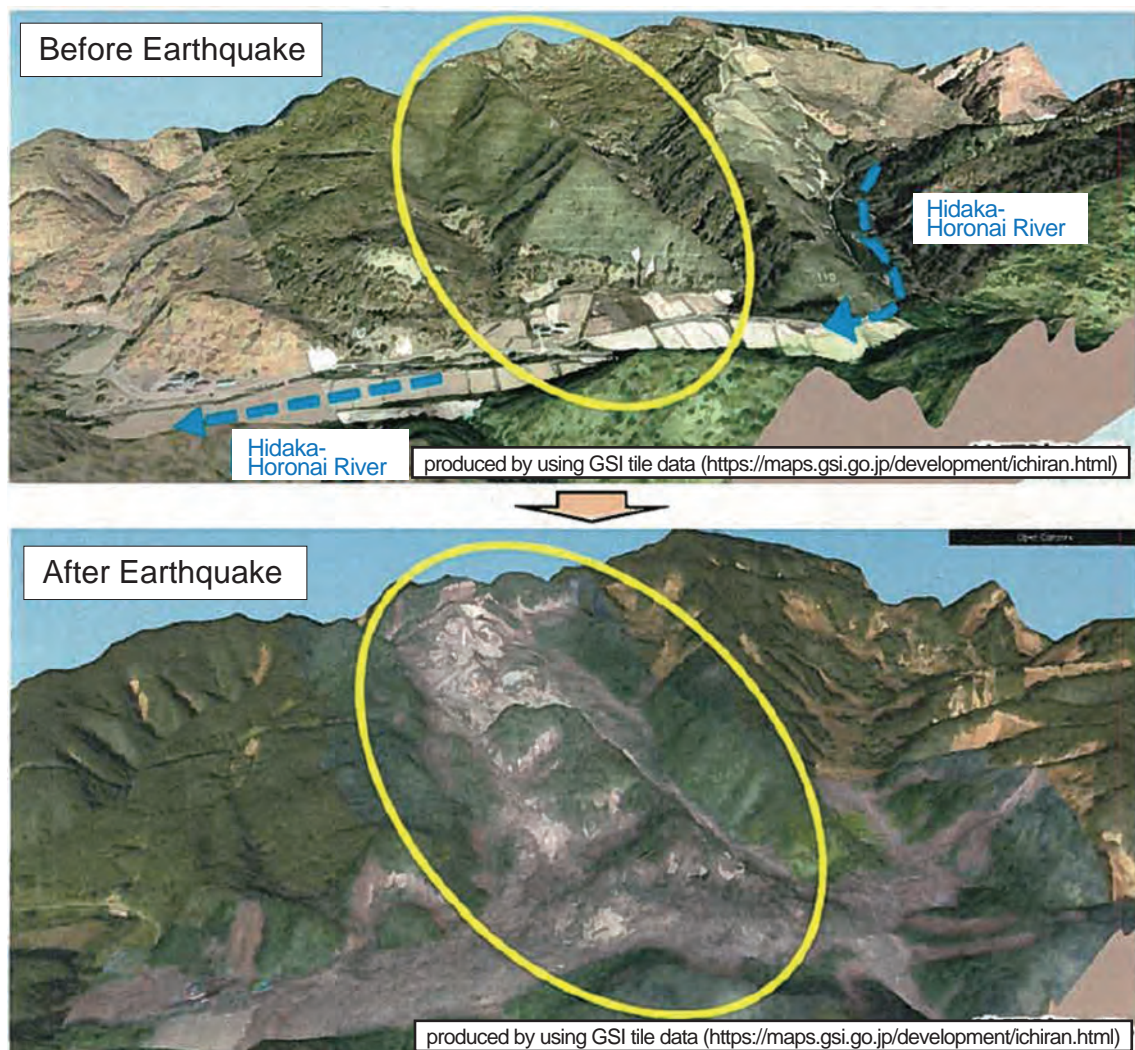 Before Earthquake
Hidaka-
Horonai River
Hidaka-
Horonai River
produced by using GSI tile data (https://maps.gsi.go.jp/development/ichiran.html)
After Earthquake
produced by using GSI tile data (https://maps.gsi.go.jp/development/ichiran.html)